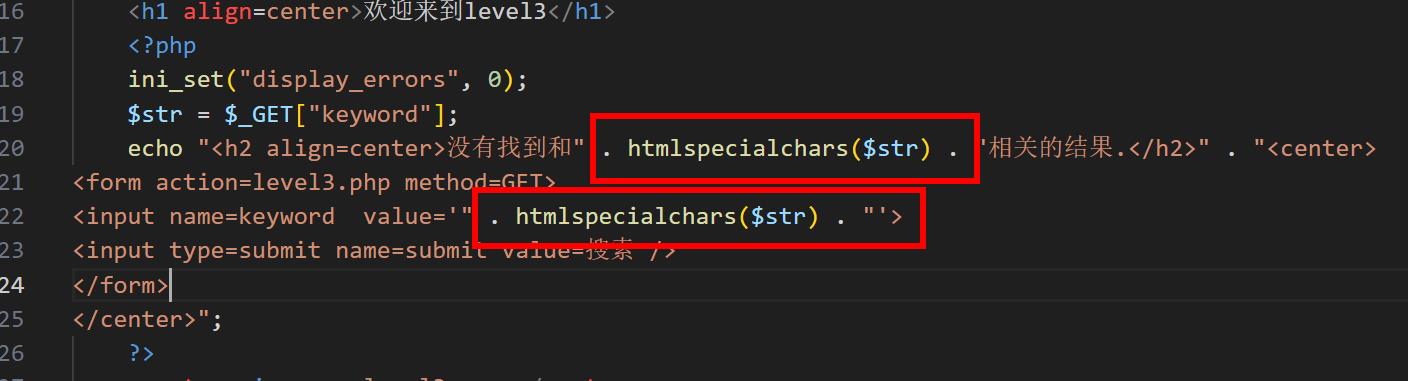 16 <h1 align=center>欢迎来到level3</h1>
17 <?php
18 ini_set("display_errors", 0);
19 $str = $_GET["keyword"];
20 echo "<h2 align=center>没有找到和" . htmlspecialchars($str) . "相关的结果.</h2>" . "<center>
21 <form action=level3.php method=GET>
22 <input name=keyword  value='" . htmlspecialchars($str) . "'>
23 <input type=submit name=submit value=搜索 />
24 </form>
25 </center>";
26 ?>